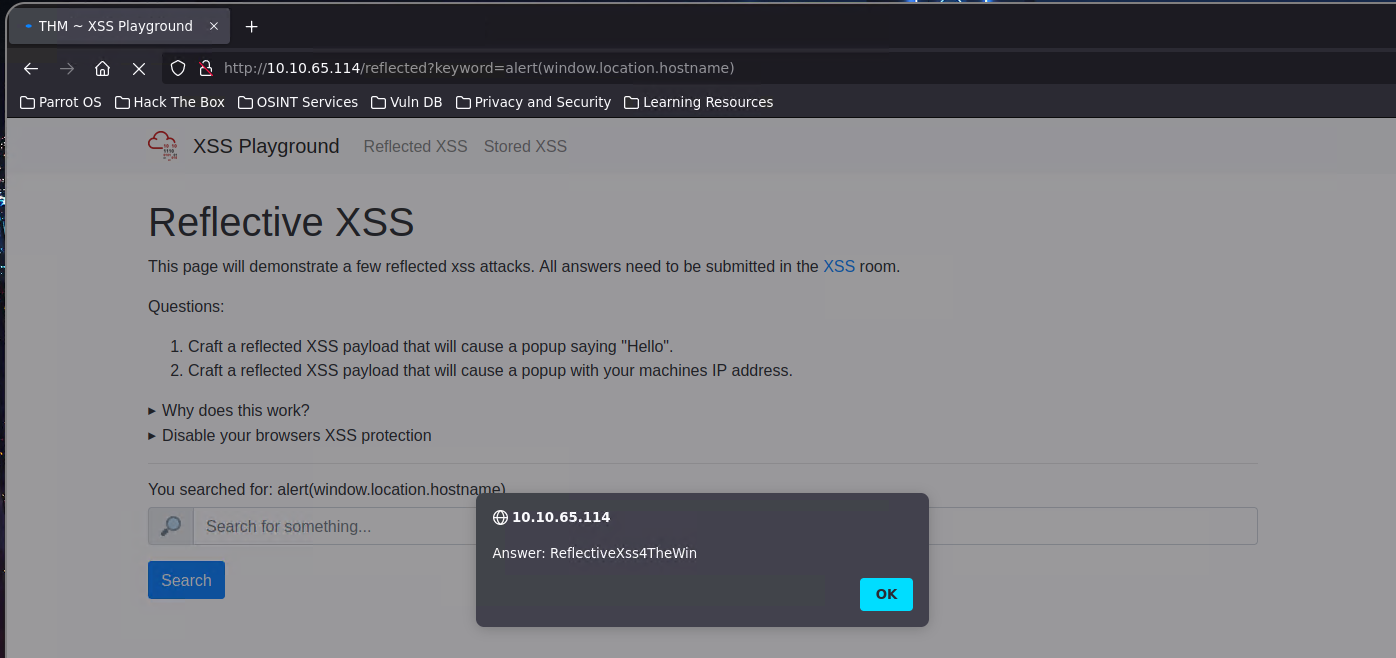 THM ~ XSS Playground
http://10.10.65.114/reflected?keyword=alert(window.location.hostname)
Parrot OS Hack The Box OSINT Services Vuln DB Privacy and Security Learning Resources
XSS Playground Reflected XSS Stored XSS
Reflective XSS
This page will demonstrate a few reflected xss attacks. All answers need to be submitted in the XSS room.
Questions:
1. Craft a reflected XSS payload that will cause a popup saying "Hello".
2. Craft a reflected XSS payload that will cause a popup with your machines IP address.
Why does this work?
Disable your browsers XSS protection
You searched for: alert(window.location.hostname)
Search for something...
Search
10.10.65.114
Answer: ReflectiveXss4TheWin
OK